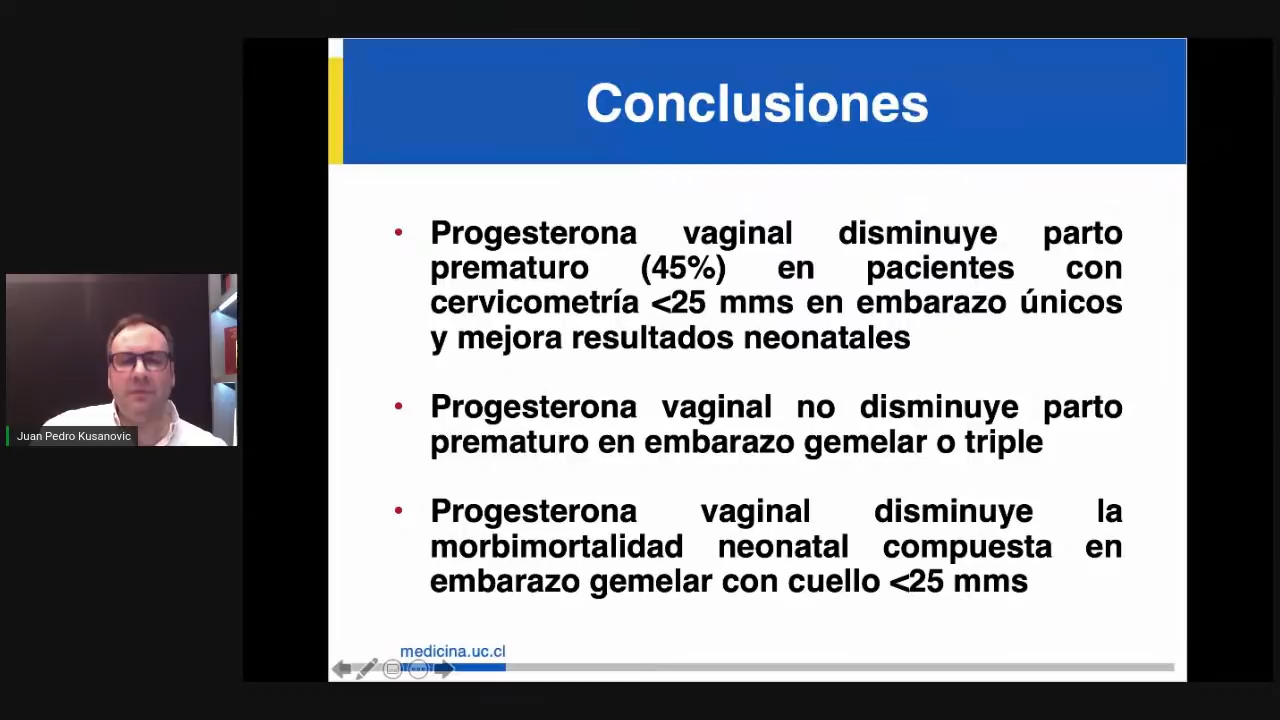 Conclusiones
• Progesterona vaginal disminuye parto
prematuro (45%) en pacientes con
cervicometría <25 mms en embarazo únicos
y mejora resultados neonatales
• Progesterona vaginal no disminuye parto
prematuro en embarazo gemelar o triple
• Progesterona vaginal disminuye la
morbimortalidad neonatal compuesta en
embarazo gemelar con cuello <25 mms
medicina.uc.cl
Juan Pedro Kusanovic